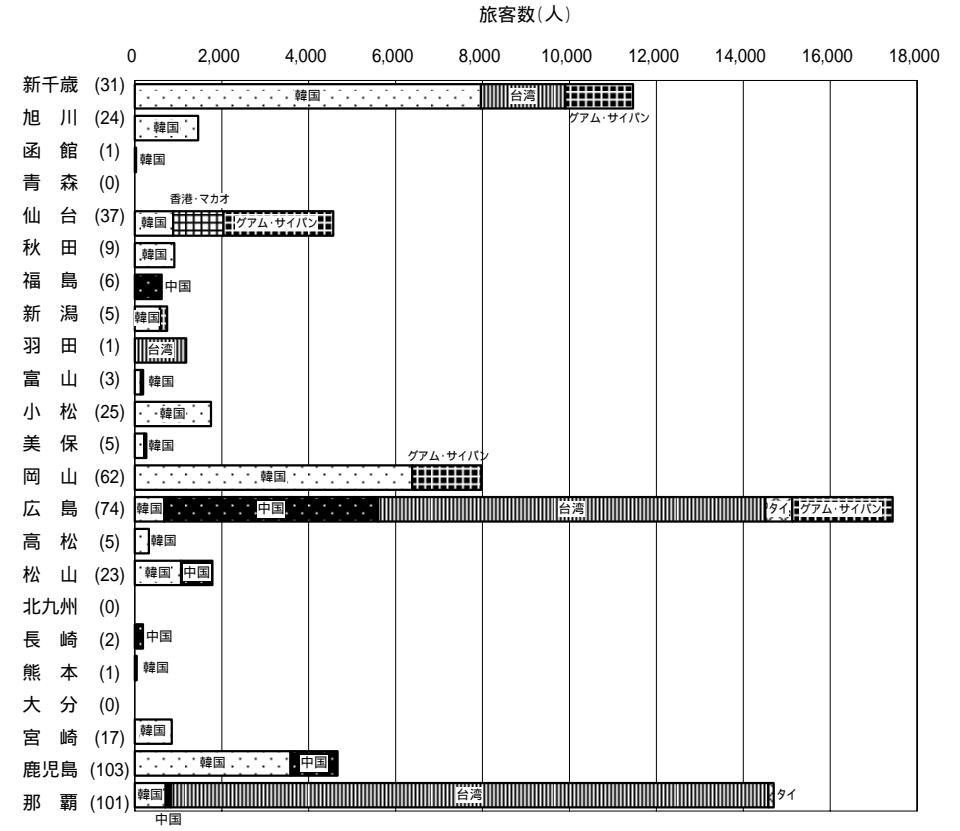 旅客数(人)
0 2,000 4,000 6,000 8,000 10,000 12,000 14,000 16,000 18,000
新千歳 (31) 韓国 台湾
グアム・サイパン
旭川 (24) 韓国
函館 (1) 韓国
青森 (0)
香港・マカオ
仙台 (37) 韓国 グアム・サイパン
秋田 (9) 韓国
福島 (6) 中国
新潟 (5) 韓国
羽田 (1) 台湾
富山 (3) 韓国
小松 (25) 韓国
美保 (5) 韓国
グアム・サイパン
岡山 (62) 韓国
広島 (74) 韓国 中国 台湾 タイ グアム・サイパン
高松 (5) 韓国
松山 (23) 韓国 中国
北九州 (0)
長崎 (2) 中国
熊本 (1) 韓国
大分 (0)
宮崎 (17) 韓国
鹿児島 (103) 韓国 中国
那覇 (101) 韓国 台湾 タイ
中国